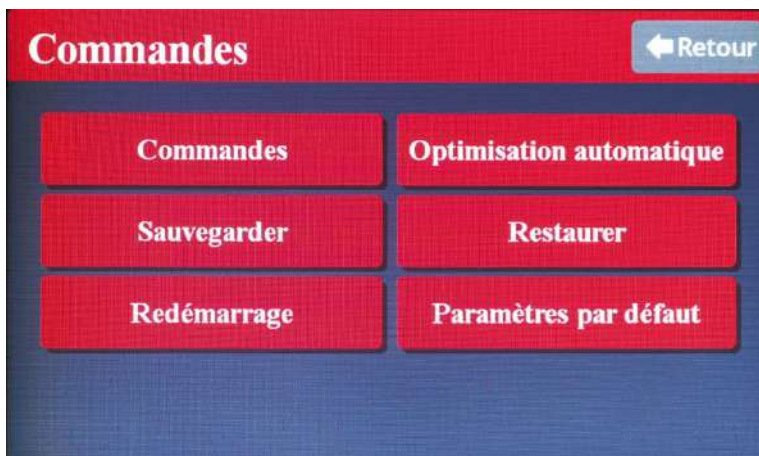 Commandes
Retour
Commandes
Optimisation automatique
Sauvegarder
Restaurer
Redémarrage
Paramètres par défaut